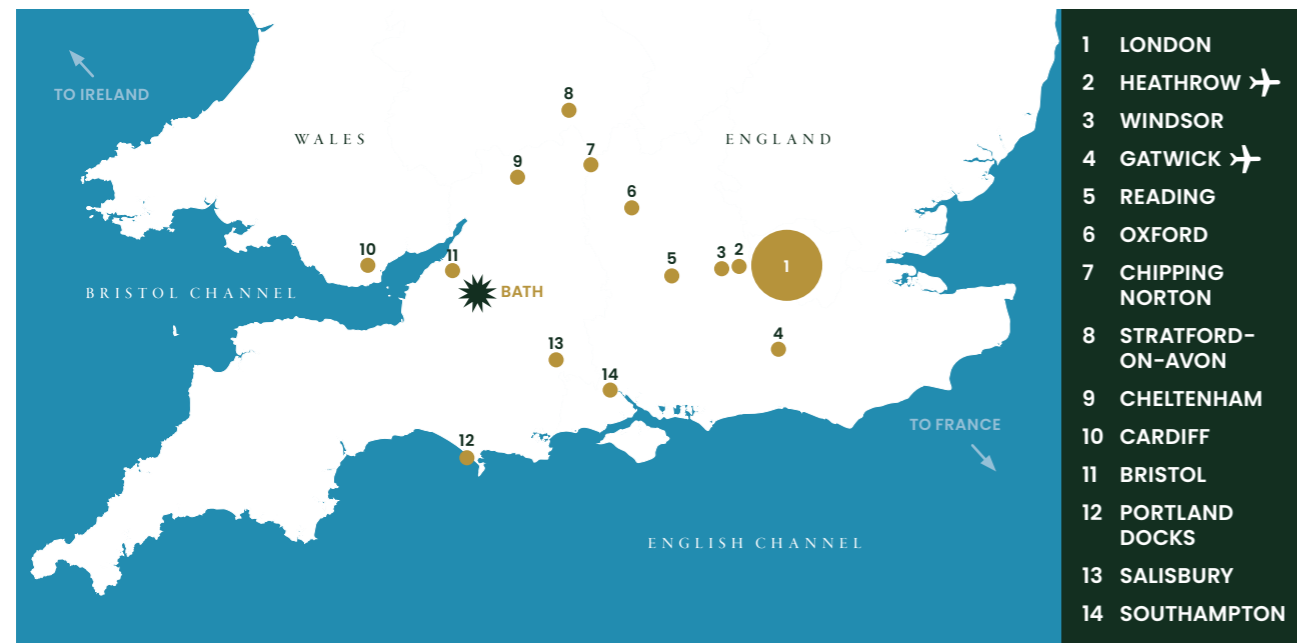 TO IRELAND
8
WALES
ENGLAND
7
9
6
10
11
5
3
2
1
BRISTOL CHANNEL
BATH
4
13
14
TO FRANCE
12
ENGLISH CHANNEL
1 LONDON
2 HEATHROW
3 WINDSOR
4 GATWICK
5 READING
6 OXFORD
7 CHIPPING
NORTON
8 STRATFORD-
ON-AVON
9 CHELTENHAM
10 CARDIFF
11 BRISTOL
12 PORTLAND
DOCKS
13 SALISBURY
14 SOUTHAMPTON